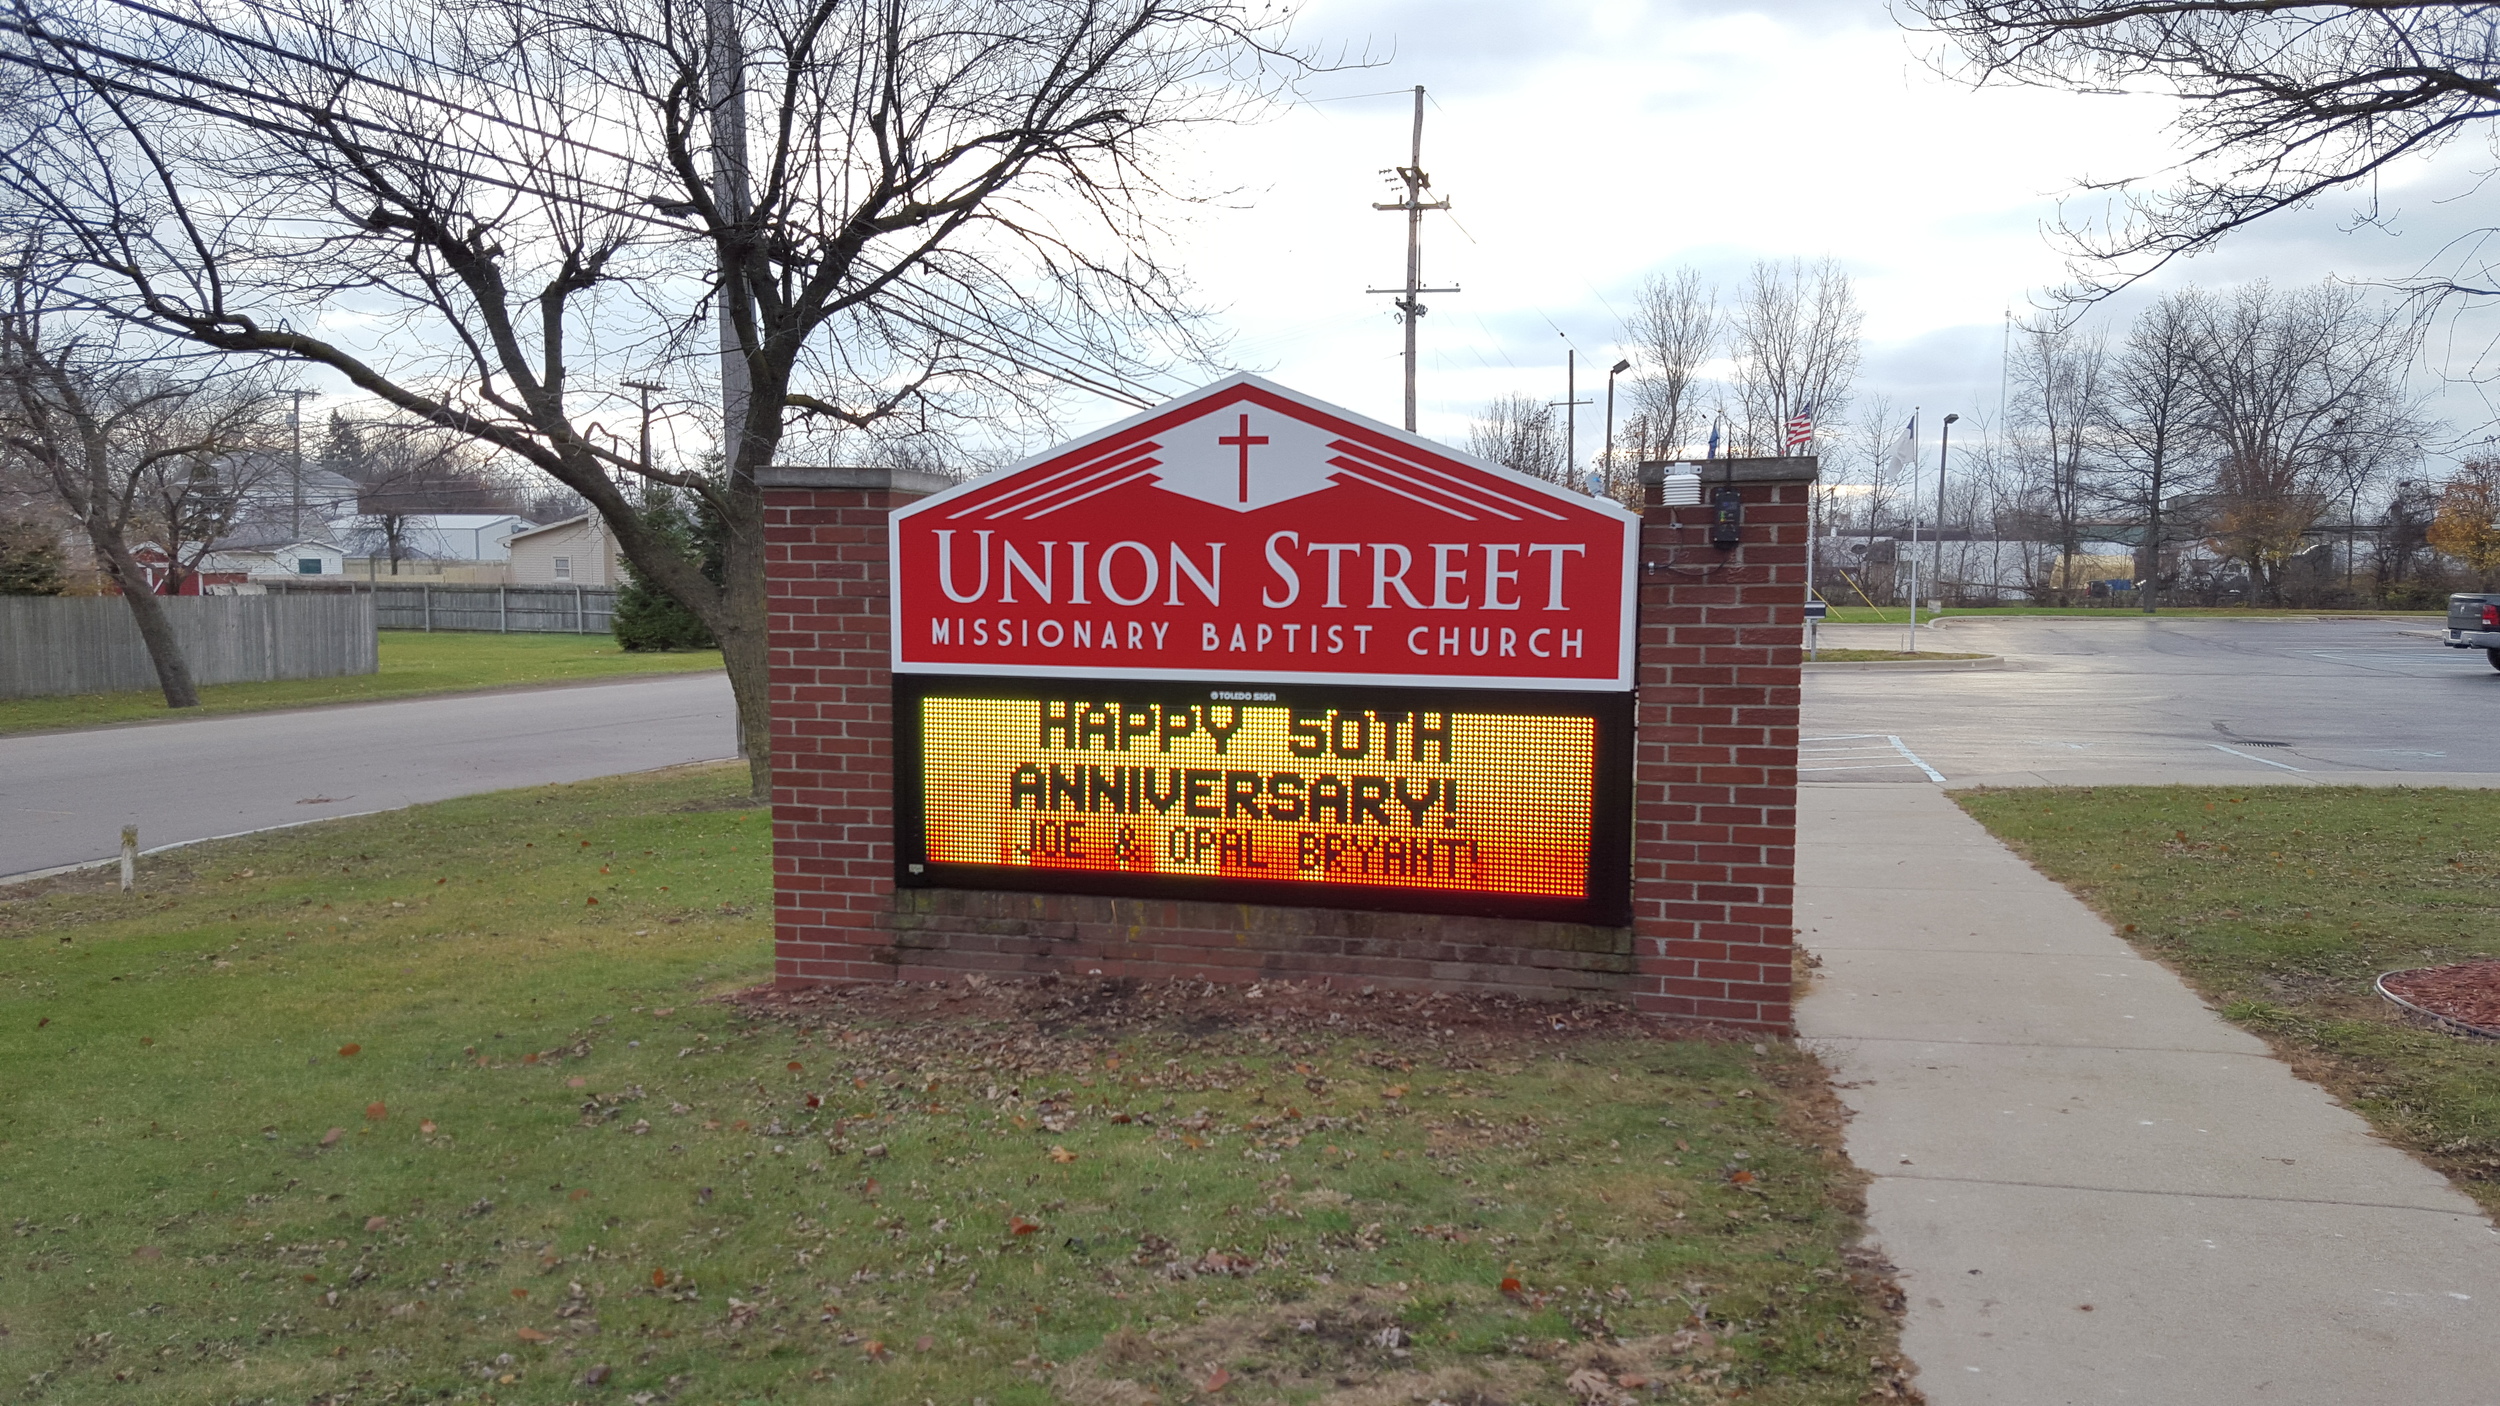 UNION STREET
MISSIONARY BAPTIST CHURCH
TOLEDO SIGN
HAPPY 50TH
ANNIVERSARY!
JOE & OPAL BRYANT!